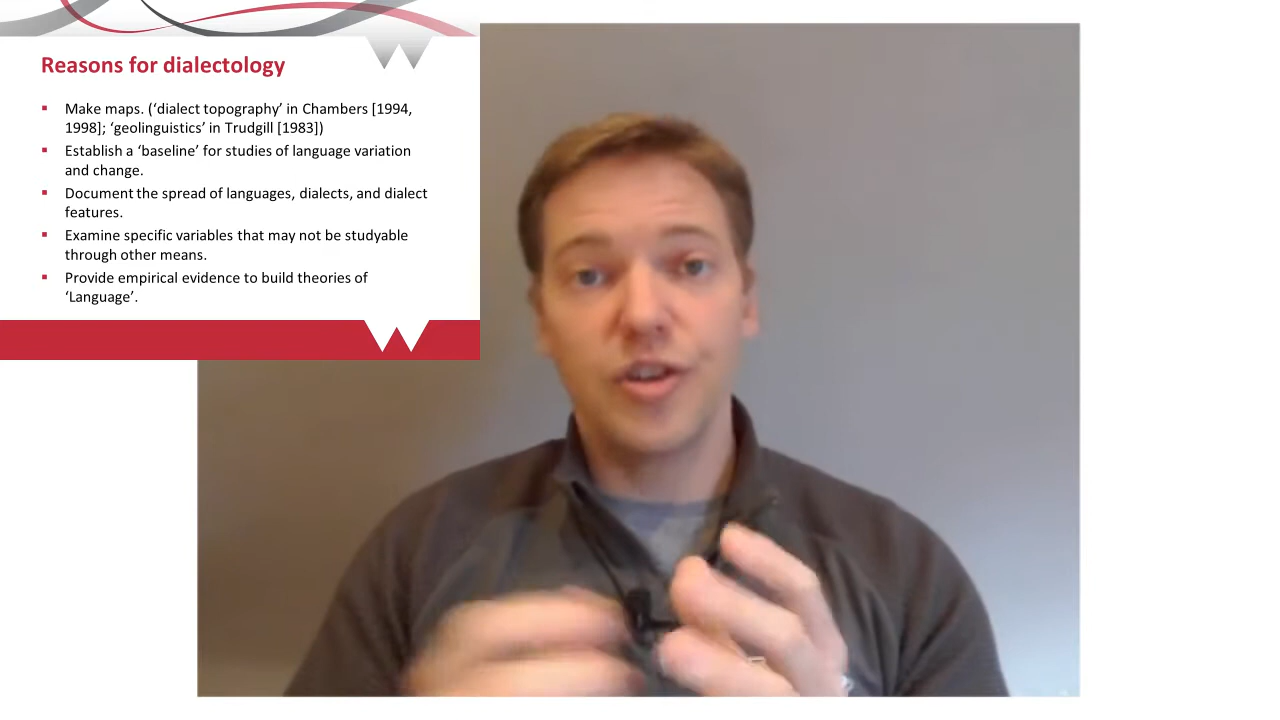 Reasons for dialectology
▪ Make maps. (‘dialect topography’ in Chambers [1994,
1998]; ‘geolinguistics’ in Trudgill [1983])
▪ Establish a ‘baseline’ for studies of language variation
and change.
▪ Document the spread of languages, dialects, and dialect
features.
▪ Examine specific variables that may not be studyable
through other means.
▪ Provide empirical evidence to build theories of
‘Language’.